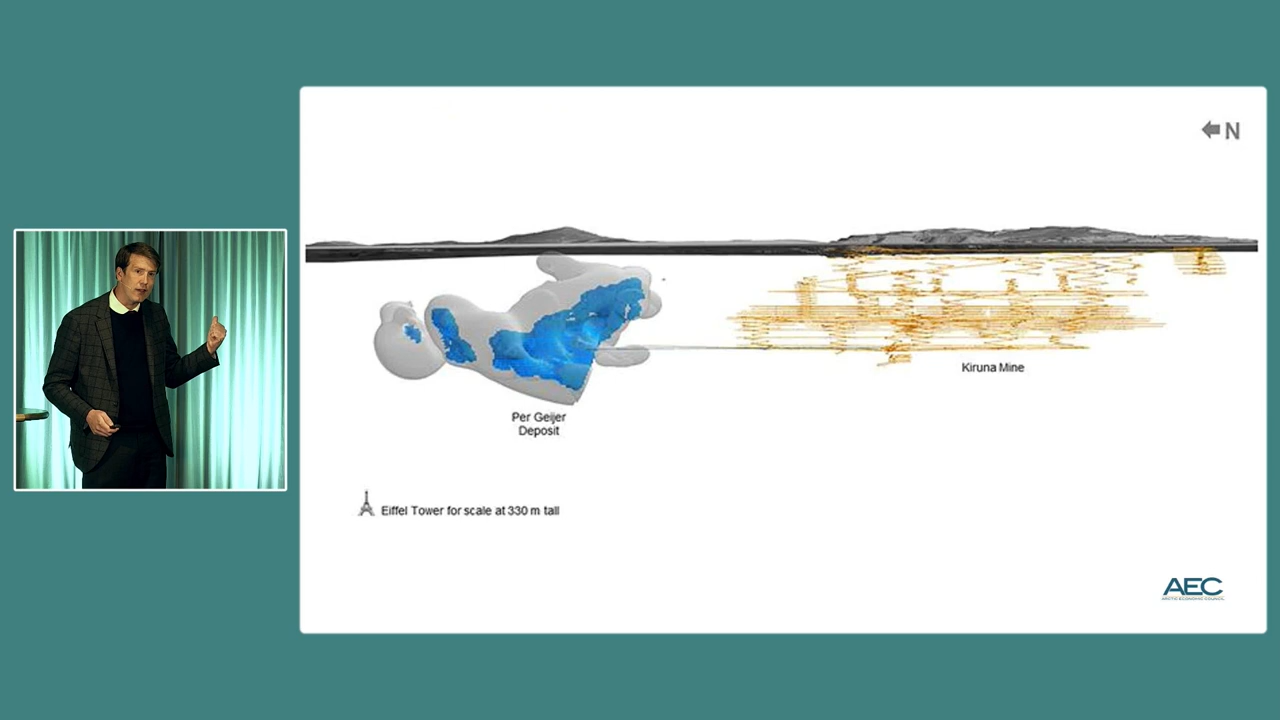 N
Kiruna Mine
Per Geijer
Deposit
Eiffel Tower for scale at 330 m tall
AEC
ARCTIC ECONOMIC COUNCIL